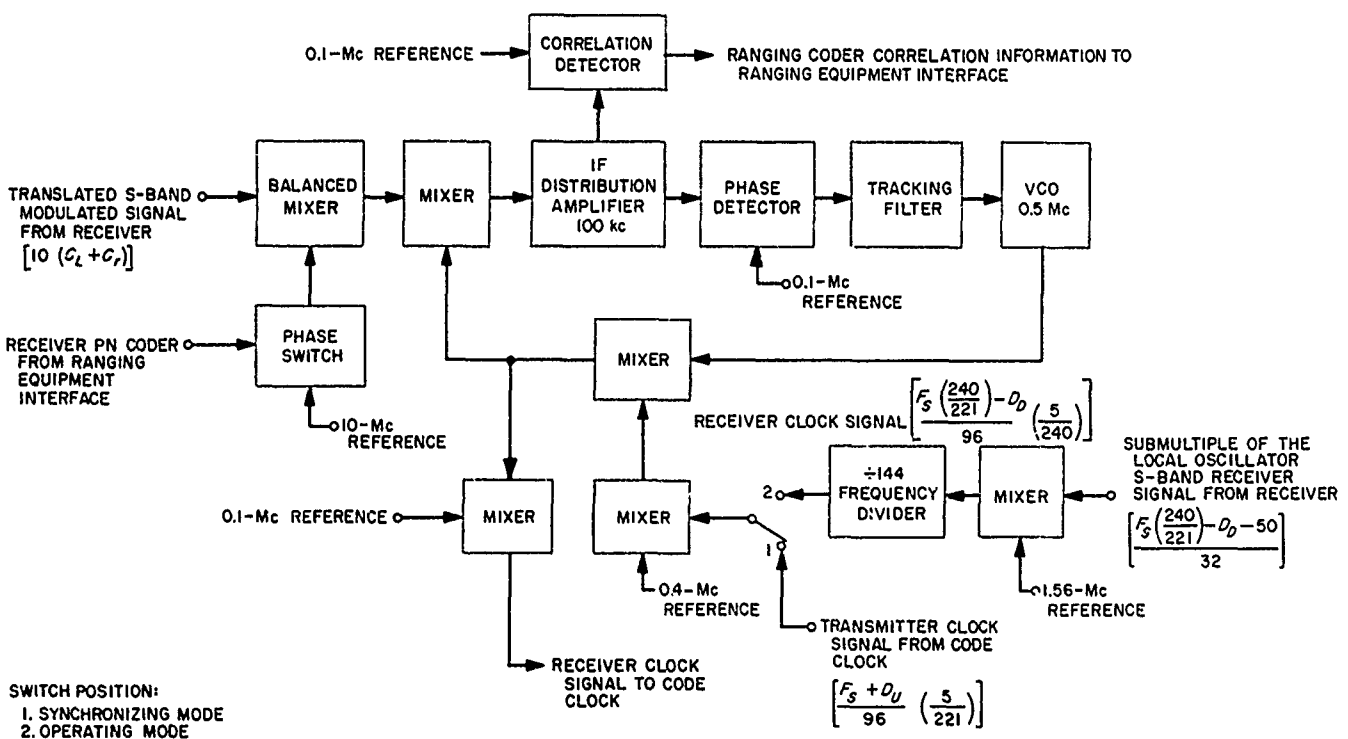 0.1-Mc REFERENCE
CORRELATION
DETECTOR
RANGING CODER CORRELATION INFORMATION TO
RANGING EQUIPMENT INTERFACE
TRANSLATED S-BAND
MODULATED SIGNAL
FROM RECEIVER
[10 (C_L + C_r)]
BALANCED
MIXER
MIXER
IF
DISTRIBUTION
AMPLIFIER
100 kc
PHASE
DETECTOR
TRACKING
FILTER
VCO
0.5 Mc
0.1-Mc
REFERENCE
RECEIVER PN CODER
FROM RANGING
EQUIPMENT
INTERFACE
PHASE
SWITCH
10-Mc
REFERENCE
MIXER
RECEIVER CLOCK SIGNAL [F_S (240/221) - D_D / 96 (5/240)]
0.1-Mc REFERENCE
MIXER
MIXER
0.4-Mc
REFERENCE
2
1
÷144
FREQUENCY
DIVIDER
MIXER
1.56-Mc
REFERENCE
SUBMULTIPLE OF THE
LOCAL OSCILLATOR
S-BAND RECEIVER
SIGNAL FROM RECEIVER
[F_S (240/221) - D_D - 50 / 32]
TRANSMITTER CLOCK
SIGNAL FROM CODE
CLOCK
[F_S + D_U / 96 (5/221)]
RECEIVER CLOCK
SIGNAL TO CODE
CLOCK
SWITCH POSITION:
1. SYNCHRONIZING MODE
2. OPERATING MODE